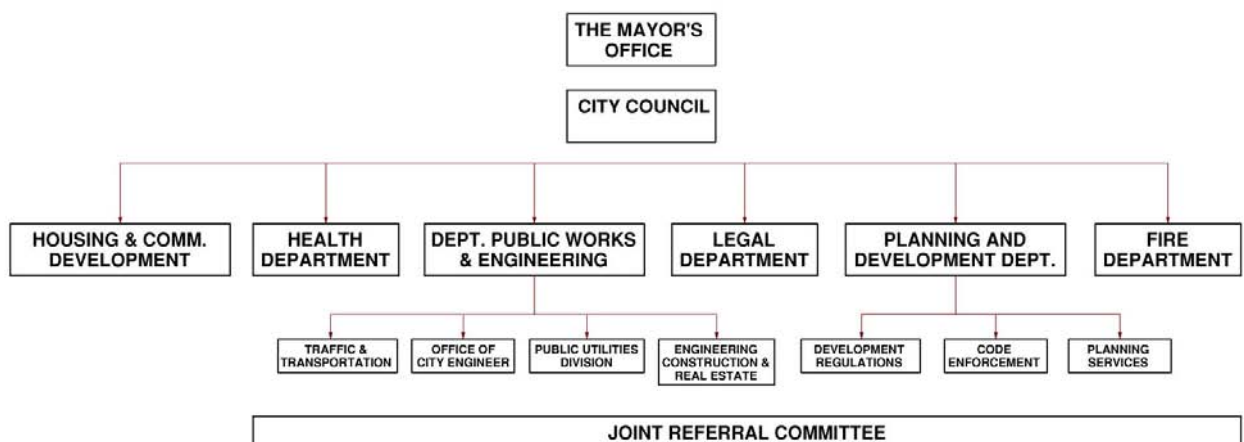 THE MAYOR'S
OFFICE
CITY COUNCIL
HOUSING & COMM.
DEVELOPMENT
HEALTH
DEPARTMENT
DEPT. PUBLIC WORKS
& ENGINEERING
LEGAL
DEPARTMENT
PLANNING AND
DEVELOPMENT DEPT.
FIRE
DEPARTMENT
TRAFFIC &
TRANSPORTATION
OFFICE OF
CITY ENGINEER
PUBLIC UTILITIES
DIVISION
ENGINEERING
CONSTRUCTION &
REAL ESTATE
DEVELOPMENT
REGULATIONS
CODE
ENFORCEMENT
PLANNING
SERVICES
JOINT REFERRAL COMMITTEE